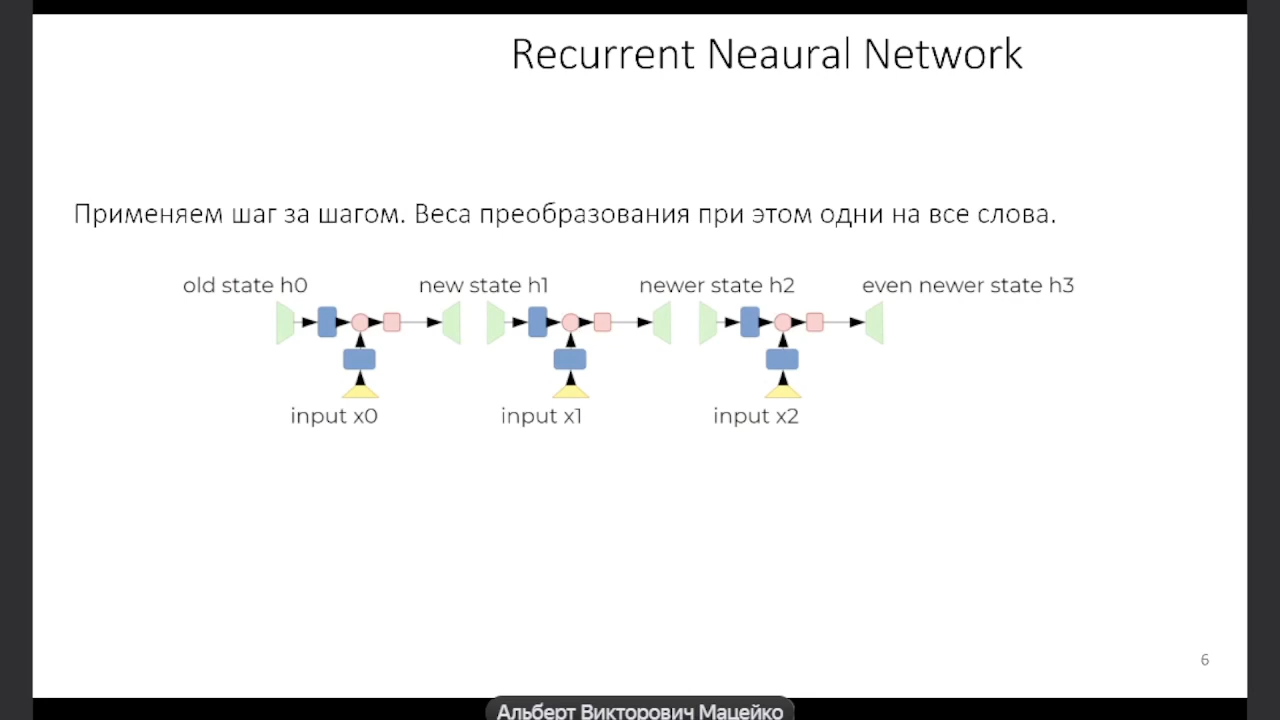 Recurrent Neaural Network
Применяем шаг за шагом. Веса преобразования при этом одни на все слова.
old state h0 new state h1 newer state h2 even newer state h3
input x0 input x1 input x2
6
Альберт Викторович Мацейко